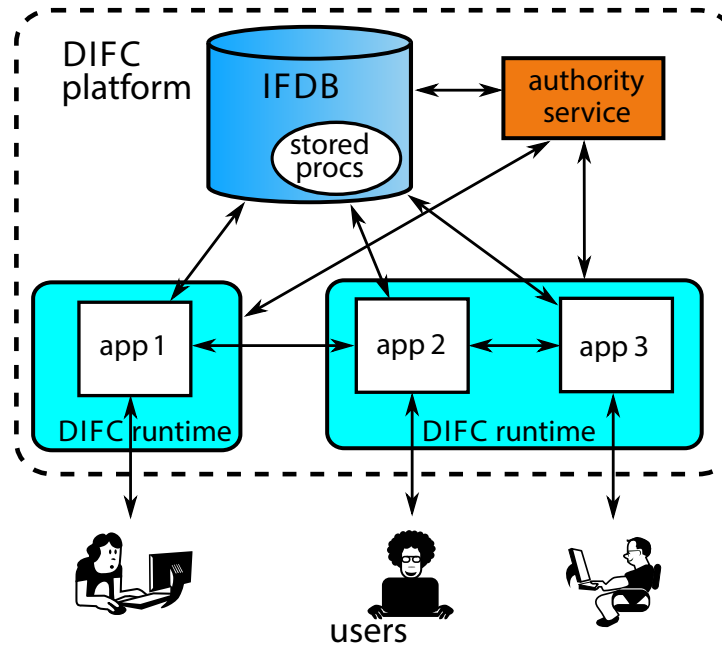 DIFC
platform
IFDB
stored
procs
authority
service
app 1
app 2
app 3
DIFC runtime
DIFC runtime
users